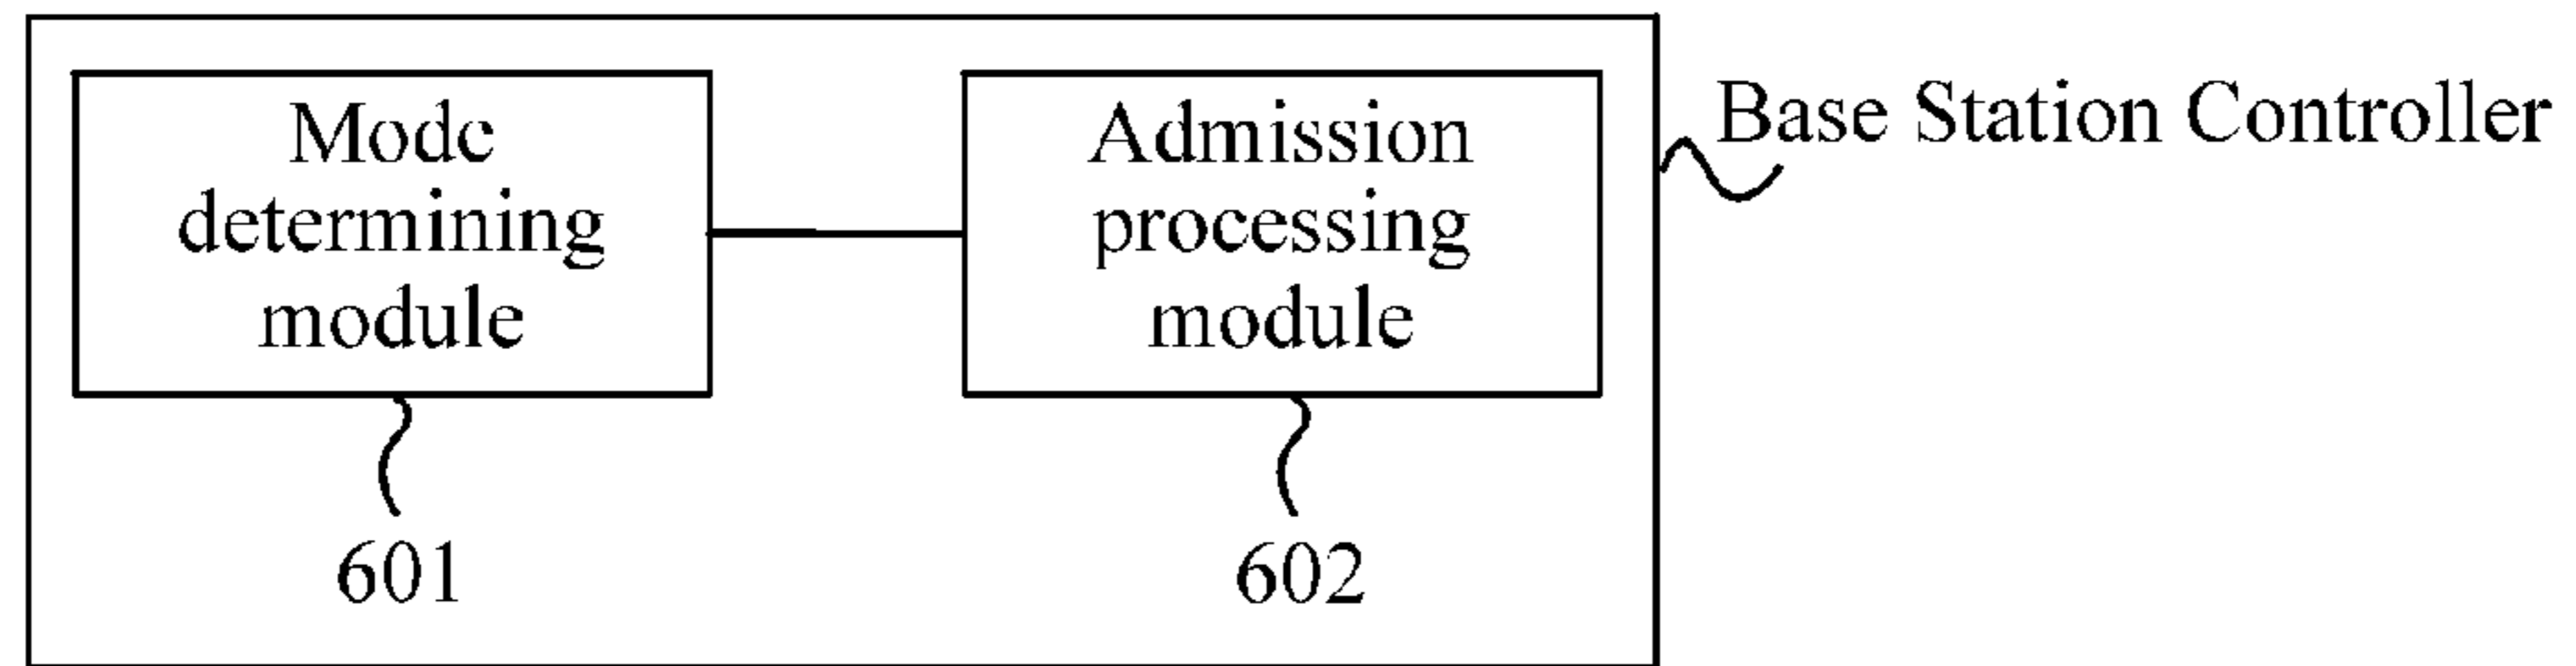 Mode
determining
module
Admission
processing
module
Base Station Controller
601
602